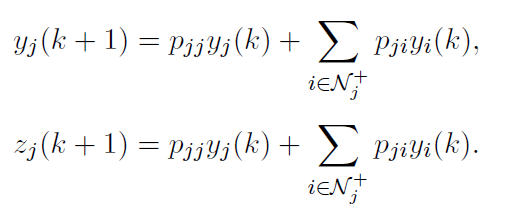 y_j(k + 1) = p_{jj}y_j(k) + \sum_{i \in \mathcal{N}_j^+} p_{ji}y_i(k),
z_j(k + 1) = p_{jj}y_j(k) + \sum_{i \in \mathcal{N}_j^+} p_{ji}y_i(k).